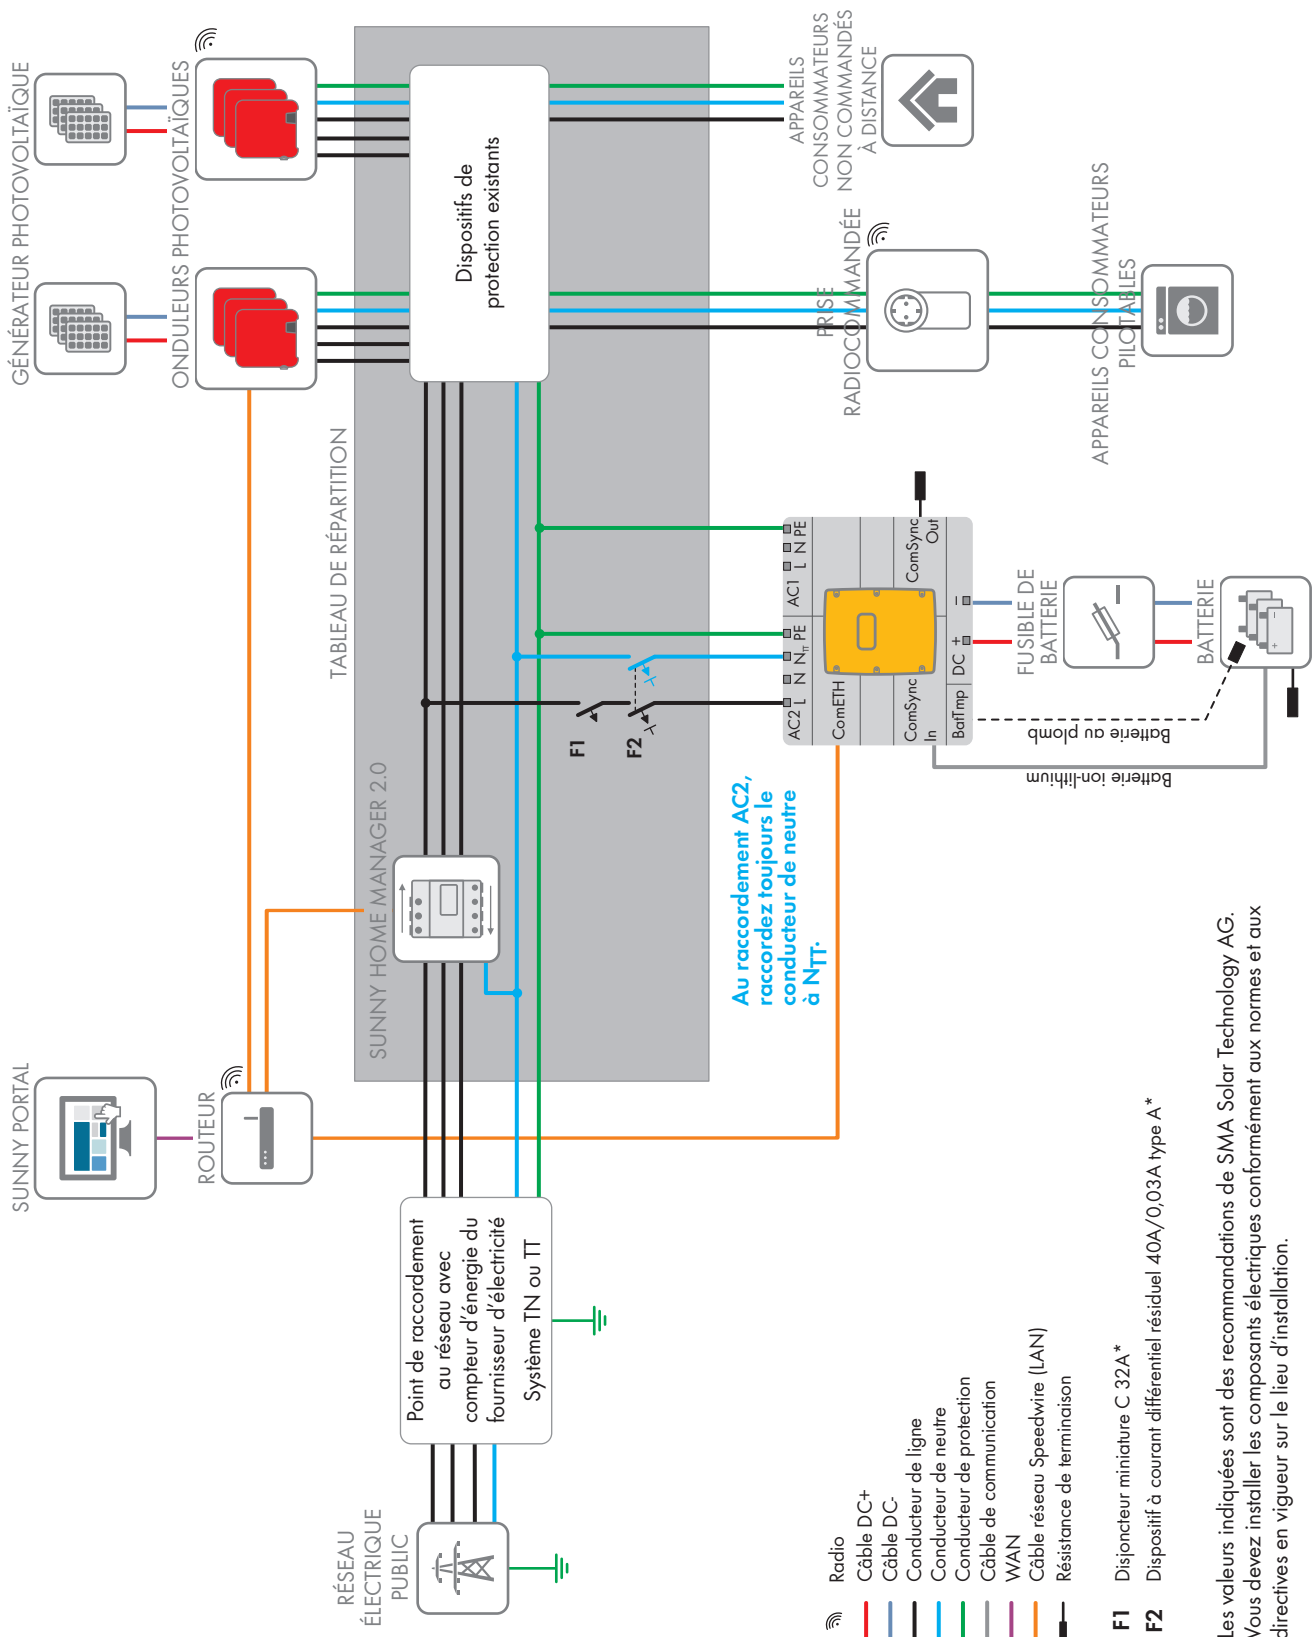 RÉSEAU
ÉLECTRIQUE
PUBLIC
Point de raccordement
au réseau avec
compteur d'énergie du
fournisseur d'électricité
Système TN ou TT
SUNNY PORTAL
ROUTEUR
SUNNY HOME MANAGER 2.0
TABLEAU DE RÉPARTITION
GÉNÉRATEUR PHOTOVOLTAÏQUE
ONDULEURS PHOTOVOLTAÏQUES
Dispositifs de
protection existants
F1
F2
Au raccordement AC2,
raccordez toujours le
conducteur de neutre
à NTT.
AC2 L N NTT PE
AC1 L N PE
ComETH
ComSync
In
ComSync
Out
BatTmp
DC + −
Batterie au plomb
Batterie ion-lithium
FUSIBLE DE
BATTERIE
BATTERIE
+ −
PRISE
RADIOCOMMANDÉE
APPAREILS CONSOMMATEURS
PILOTABLES
APPAREILS
CONSOMMATEURS
NON COMMANDÉS
À DISTANCE
Radio
Câble DC+
Câble DC-
Conducteur de ligne
Conducteur de neutre
Conducteur de protection
Câble de communication
WAN
Câble réseau Speedwire (LAN)
Résistance de terminaison
F1 Disjoncteur miniature C 32A*
F2 Dispositif à courant différentiel résiduel 40A/0,03A type A*
Les valeurs indiquées sont des recommandations de SMA Solar Technology AG.
Vous devez installer les composants électriques conformément aux normes et aux
directives en vigueur sur le lieu d'installation.